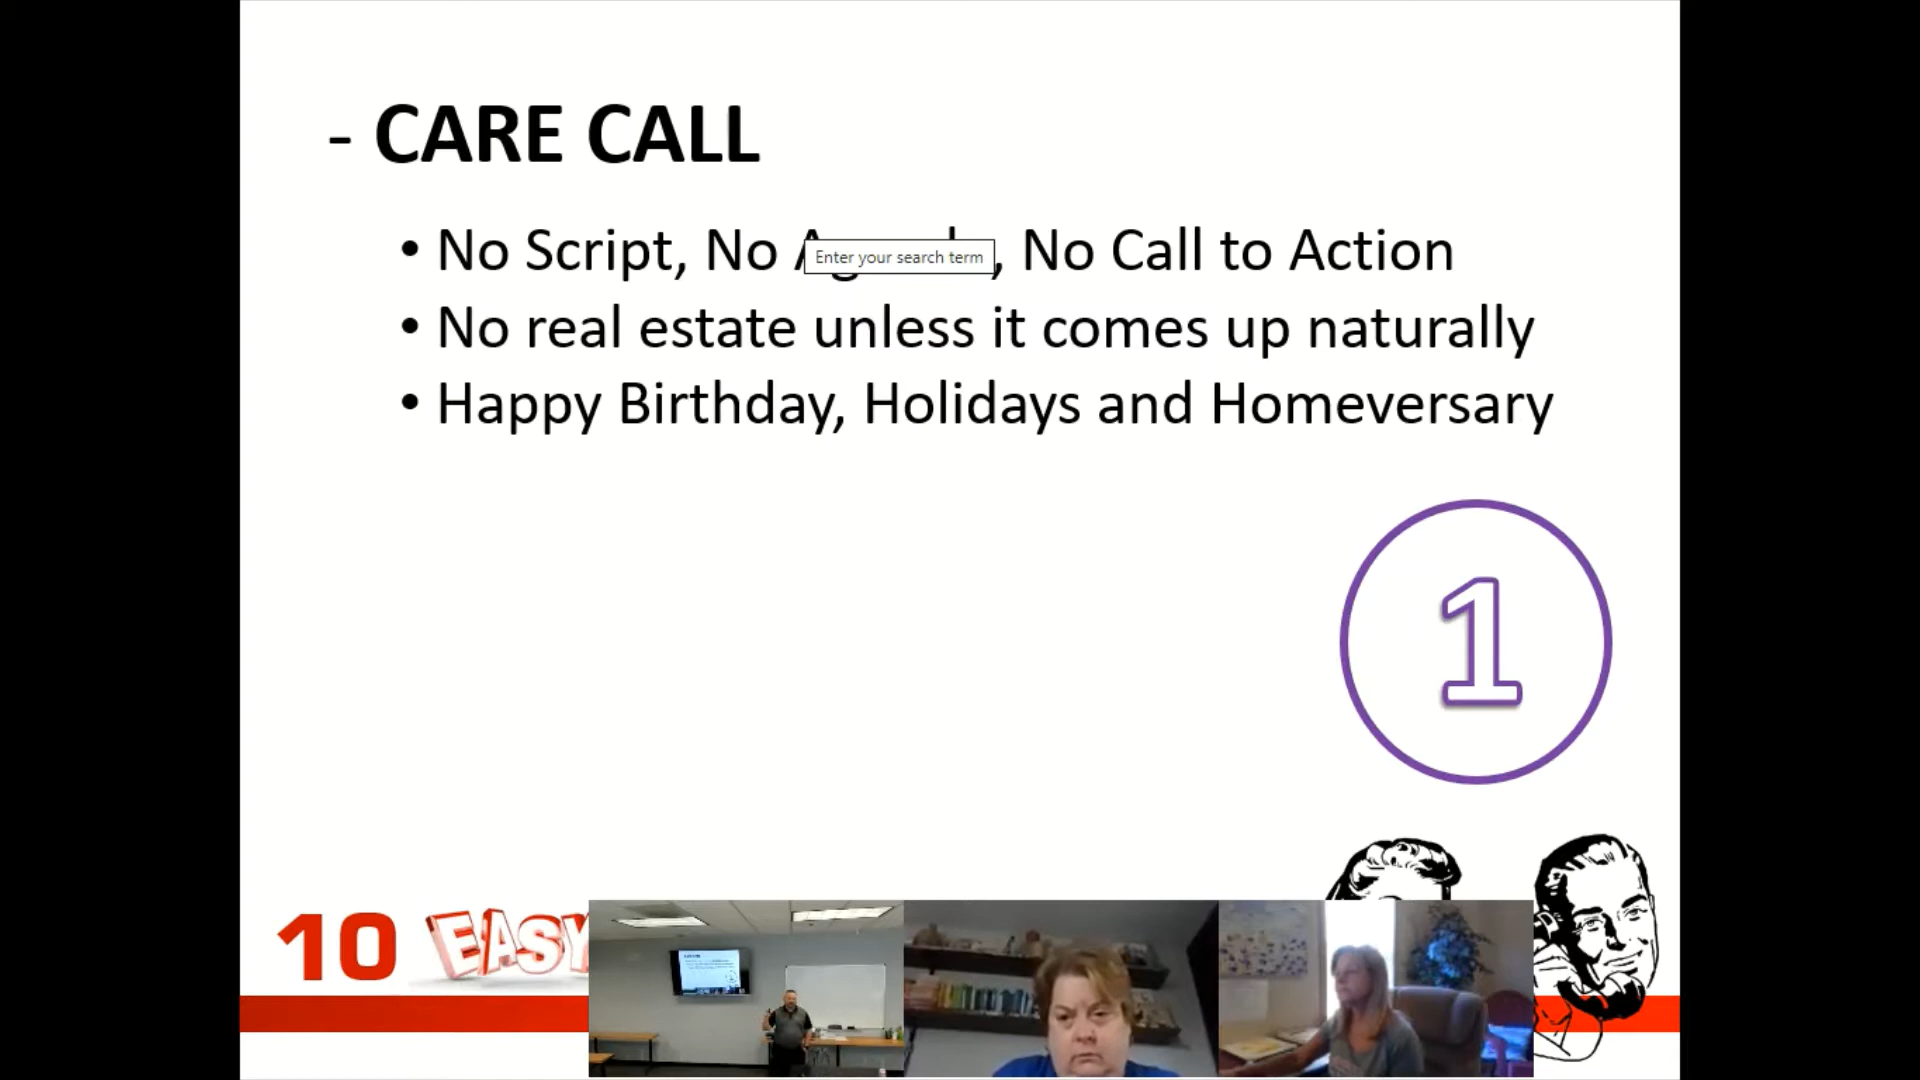 - CARE CALL
• No Script, No , No Call to Action
Enter your search term
• No real estate unless it comes up naturally
• Happy Birthday, Holidays and Homeversary
1
10 EASY